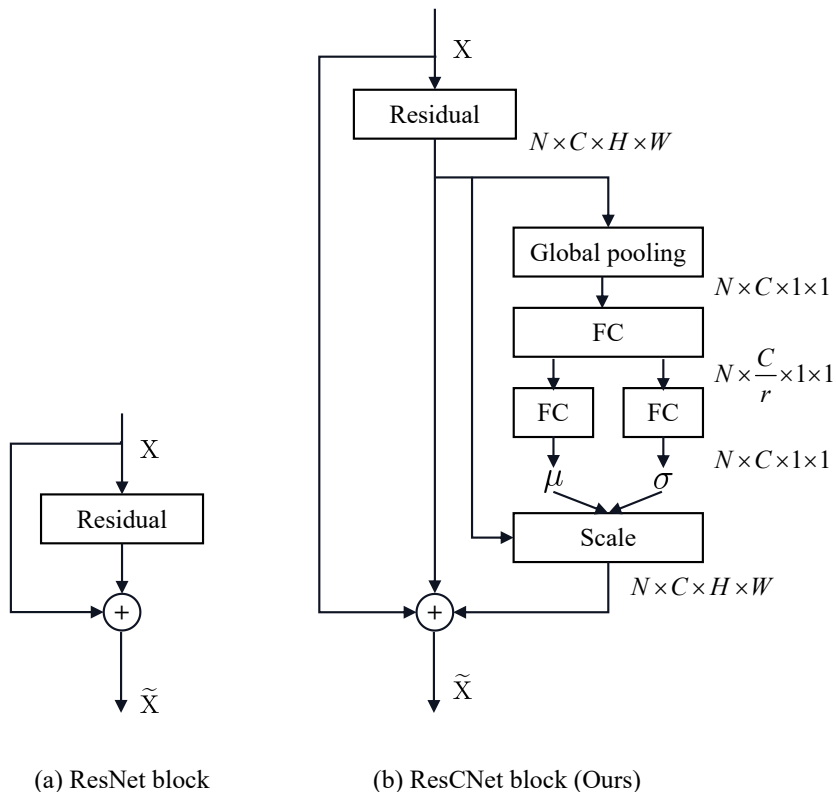 X
Residual
+
X̃
(a) ResNet block
X
Residual
N×C×H×W
Global pooling
N×C×1×1
FC
N×C/r×1×1
FC
FC
N×C×1×1
μ
σ
Scale
N×C×H×W
+
X̃
(b) ResCNet block (Ours)